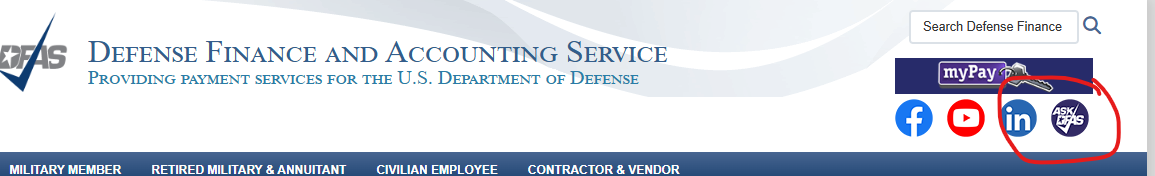 DFAS
DEFENSE FINANCE AND ACCOUNTING SERVICE
PROVIDING PAYMENT SERVICES FOR THE U.S. DEPARTMENT OF DEFENSE
Search Defense Finance
myPay
f
in
ASK
DFAS
MILITARY MEMBER RETIRED MILITARY & ANNUITANT CIVILIAN EMPLOYEE CONTRACTOR & VENDOR